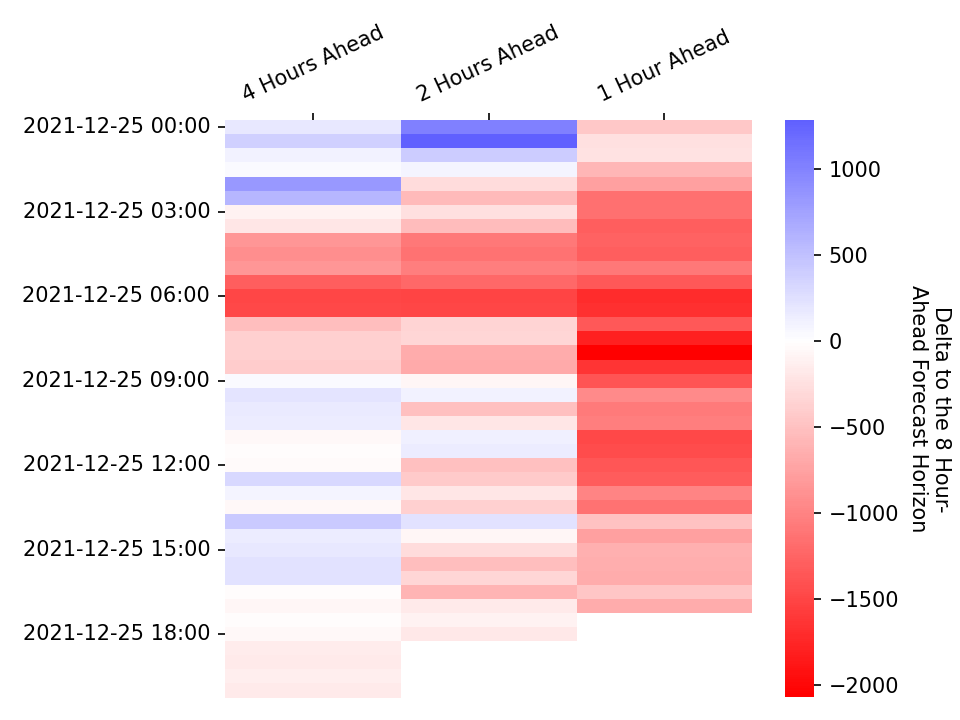 4 Hours Ahead
2 Hours Ahead
1 Hour Ahead
2021-12-25 00:00
2021-12-25 03:00
2021-12-25 06:00
2021-12-25 09:00
2021-12-25 12:00
2021-12-25 15:00
2021-12-25 18:00
1000
500
0
−500
−1000
−1500
−2000
Delta to the 8 Hour-
Ahead Forecast Horizon